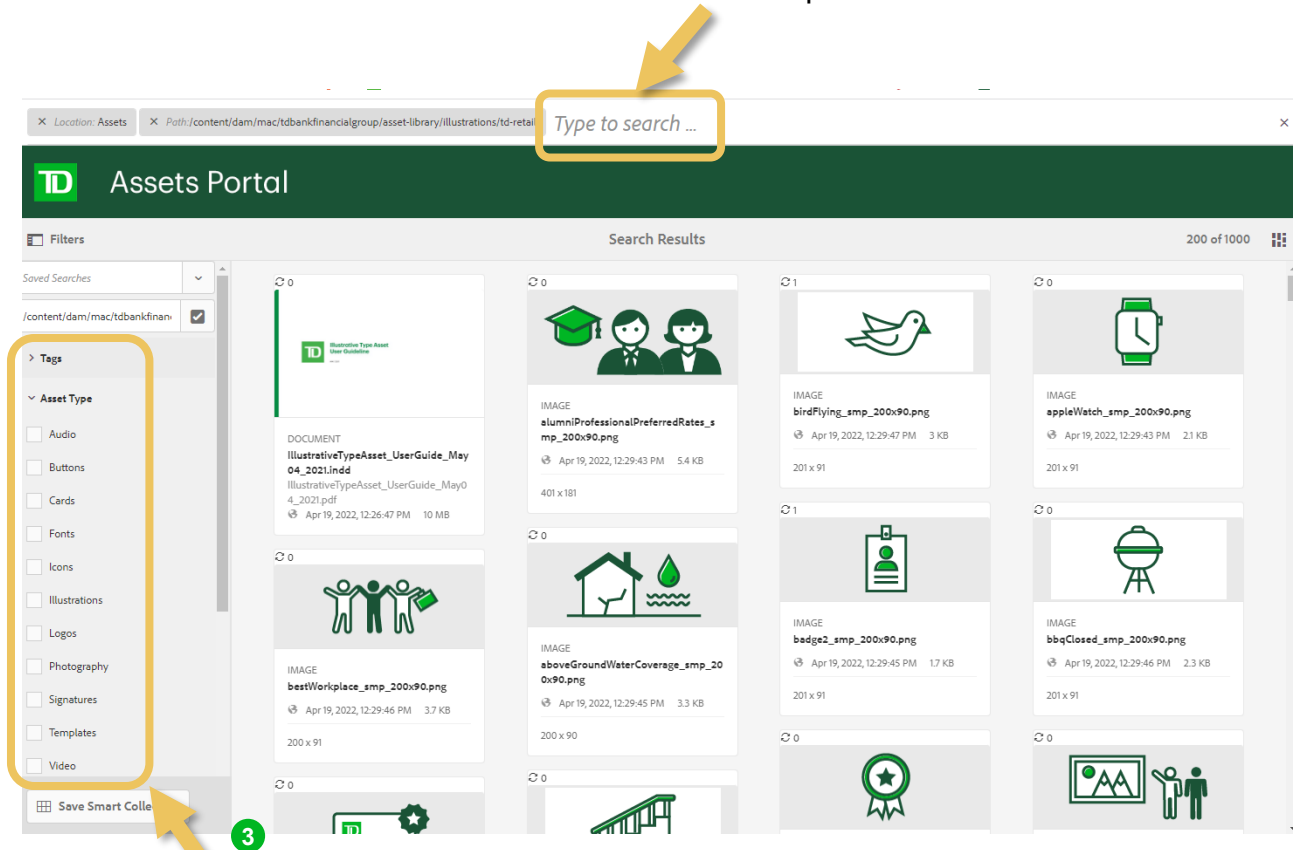 × Location: Assets × Path:/content/dam/mac/tdbankfinancialgroup/asset-library/illustrations/td-retail Type to search ... ×
TD Assets Portal
Filters Search Results 200 of 1000
Saved Searches
/content/dam/mac/tdbankfinan
Tags
Asset Type
Audio
Buttons
Cards
Fonts
Icons
Illustrations
Logos
Photography
Signatures
Templates
Video
Save Smart Colle
3
0
TD Illustrative Type Asset
User Guideline
DOCUMENT
IllustrativeTypeAsset_UserGuide_May
04_2021.indd
IllustrativeTypeAsset_UserGuide_May0
4_2021.pdf
Apr 19, 2022, 12:26:47 PM 10 MB
0
IMAGE
bestWorkplace_smp_200x90.png
Apr 19, 2022, 12:29:46 PM 3.7 KB
200 x 91
0
TD
0
IMAGE
alumniProfessionalPreferredRates_s
mp_200x90.png
Apr 19, 2022, 12:29:43 PM 5.4 KB
401 x 181
0
IMAGE
aboveGroundWaterCoverage_smp_20
0x90.png
Apr 19, 2022, 12:29:45 PM 3.3 KB
200 x 90
0
1
IMAGE
birdFlying_smp_200x90.png
Apr 19, 2022, 12:29:47 PM 3 KB
201 x 91
1
IMAGE
badge2_smp_200x90.png
Apr 19, 2022, 12:29:45 PM 1.7 KB
201 x 91
0
0
IMAGE
appleWatch_smp_200x90.png
Apr 19, 2022, 12:29:43 PM 2.1 KB
201 x 91
0
IMAGE
bbqClosed_smp_200x90.png
Apr 19, 2022, 12:29:46 PM 2.3 KB
201 x 91
0